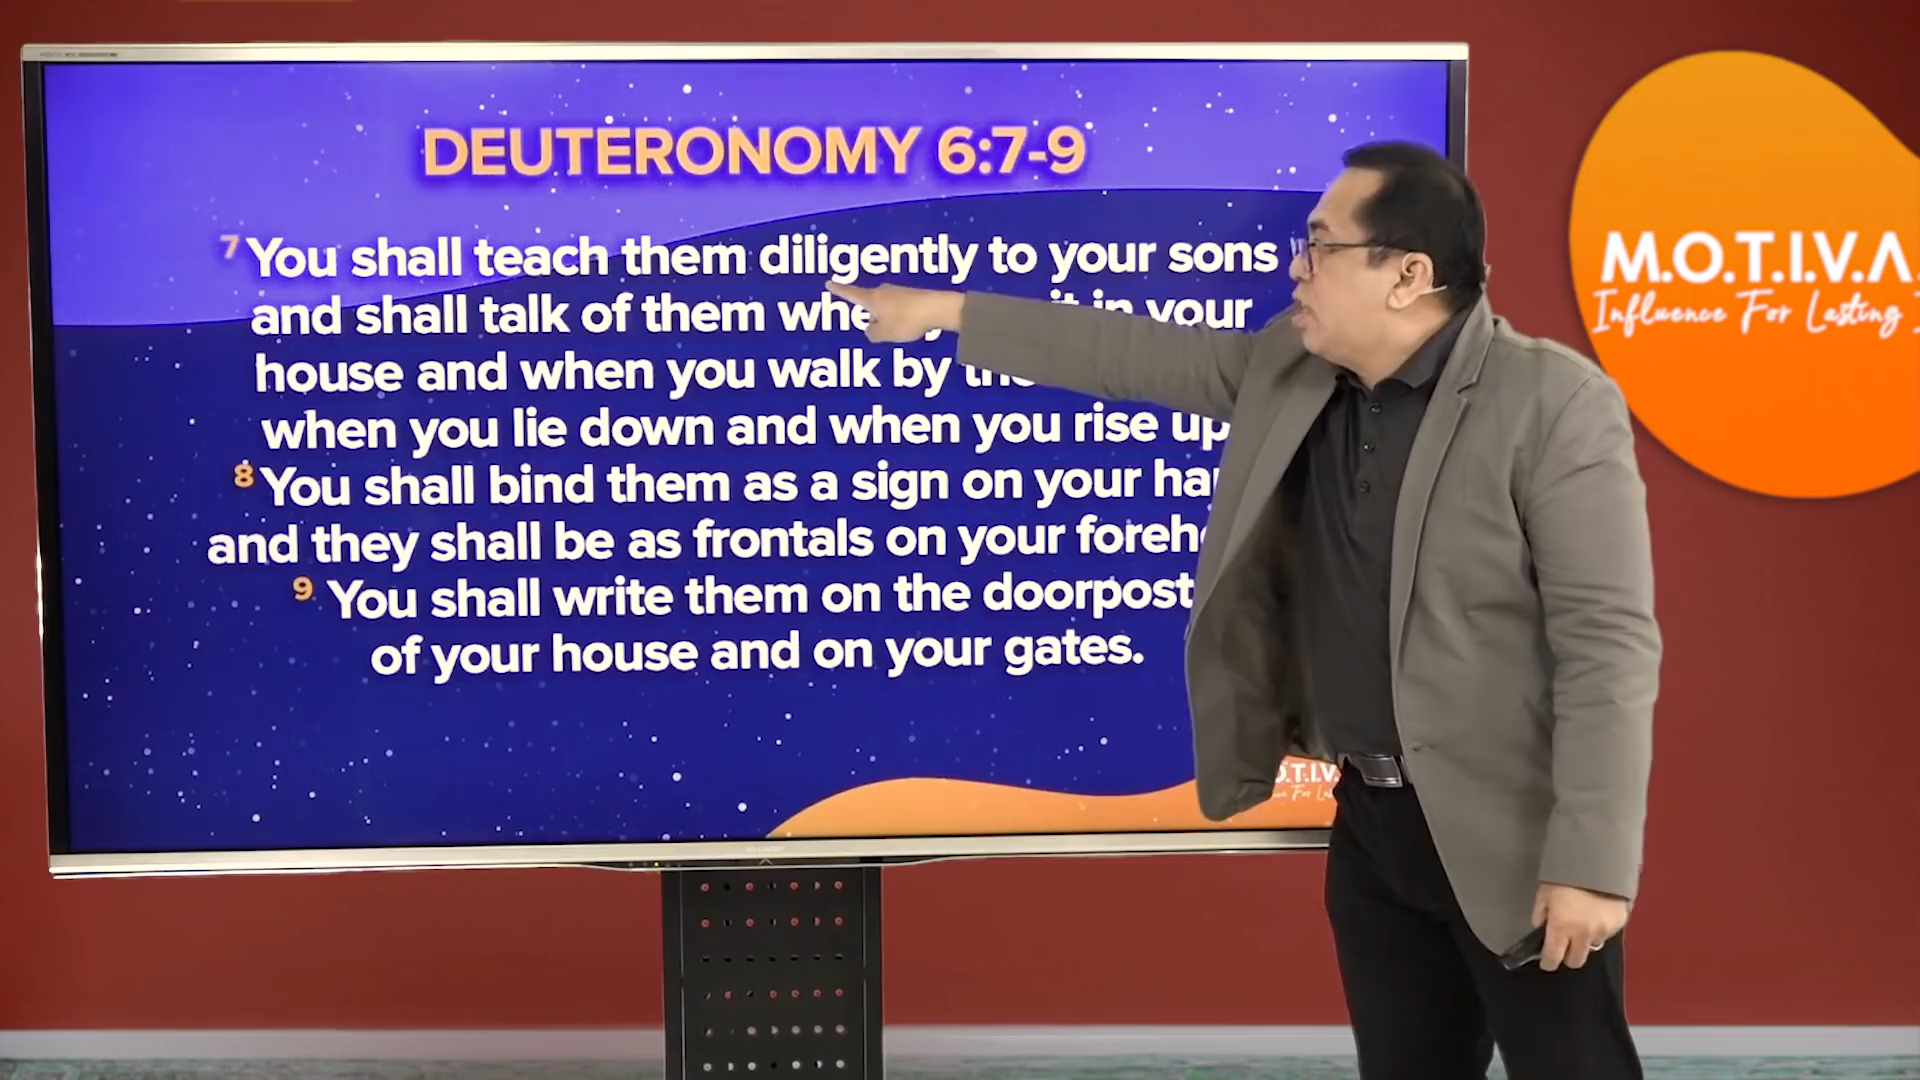 DEUTERONOMY 6:7-9
7 You shall teach them diligently to your sons
and shall talk of them in your
house and when you walk by
when you lie down and when you rise up
8 You shall bind them as a sign on your
and they shall be as frontals on your
9 You shall write them on the
of your house and on your gates.
M.O.T.I.V.A.
Influence For Lasting
O.T.I.V.
For